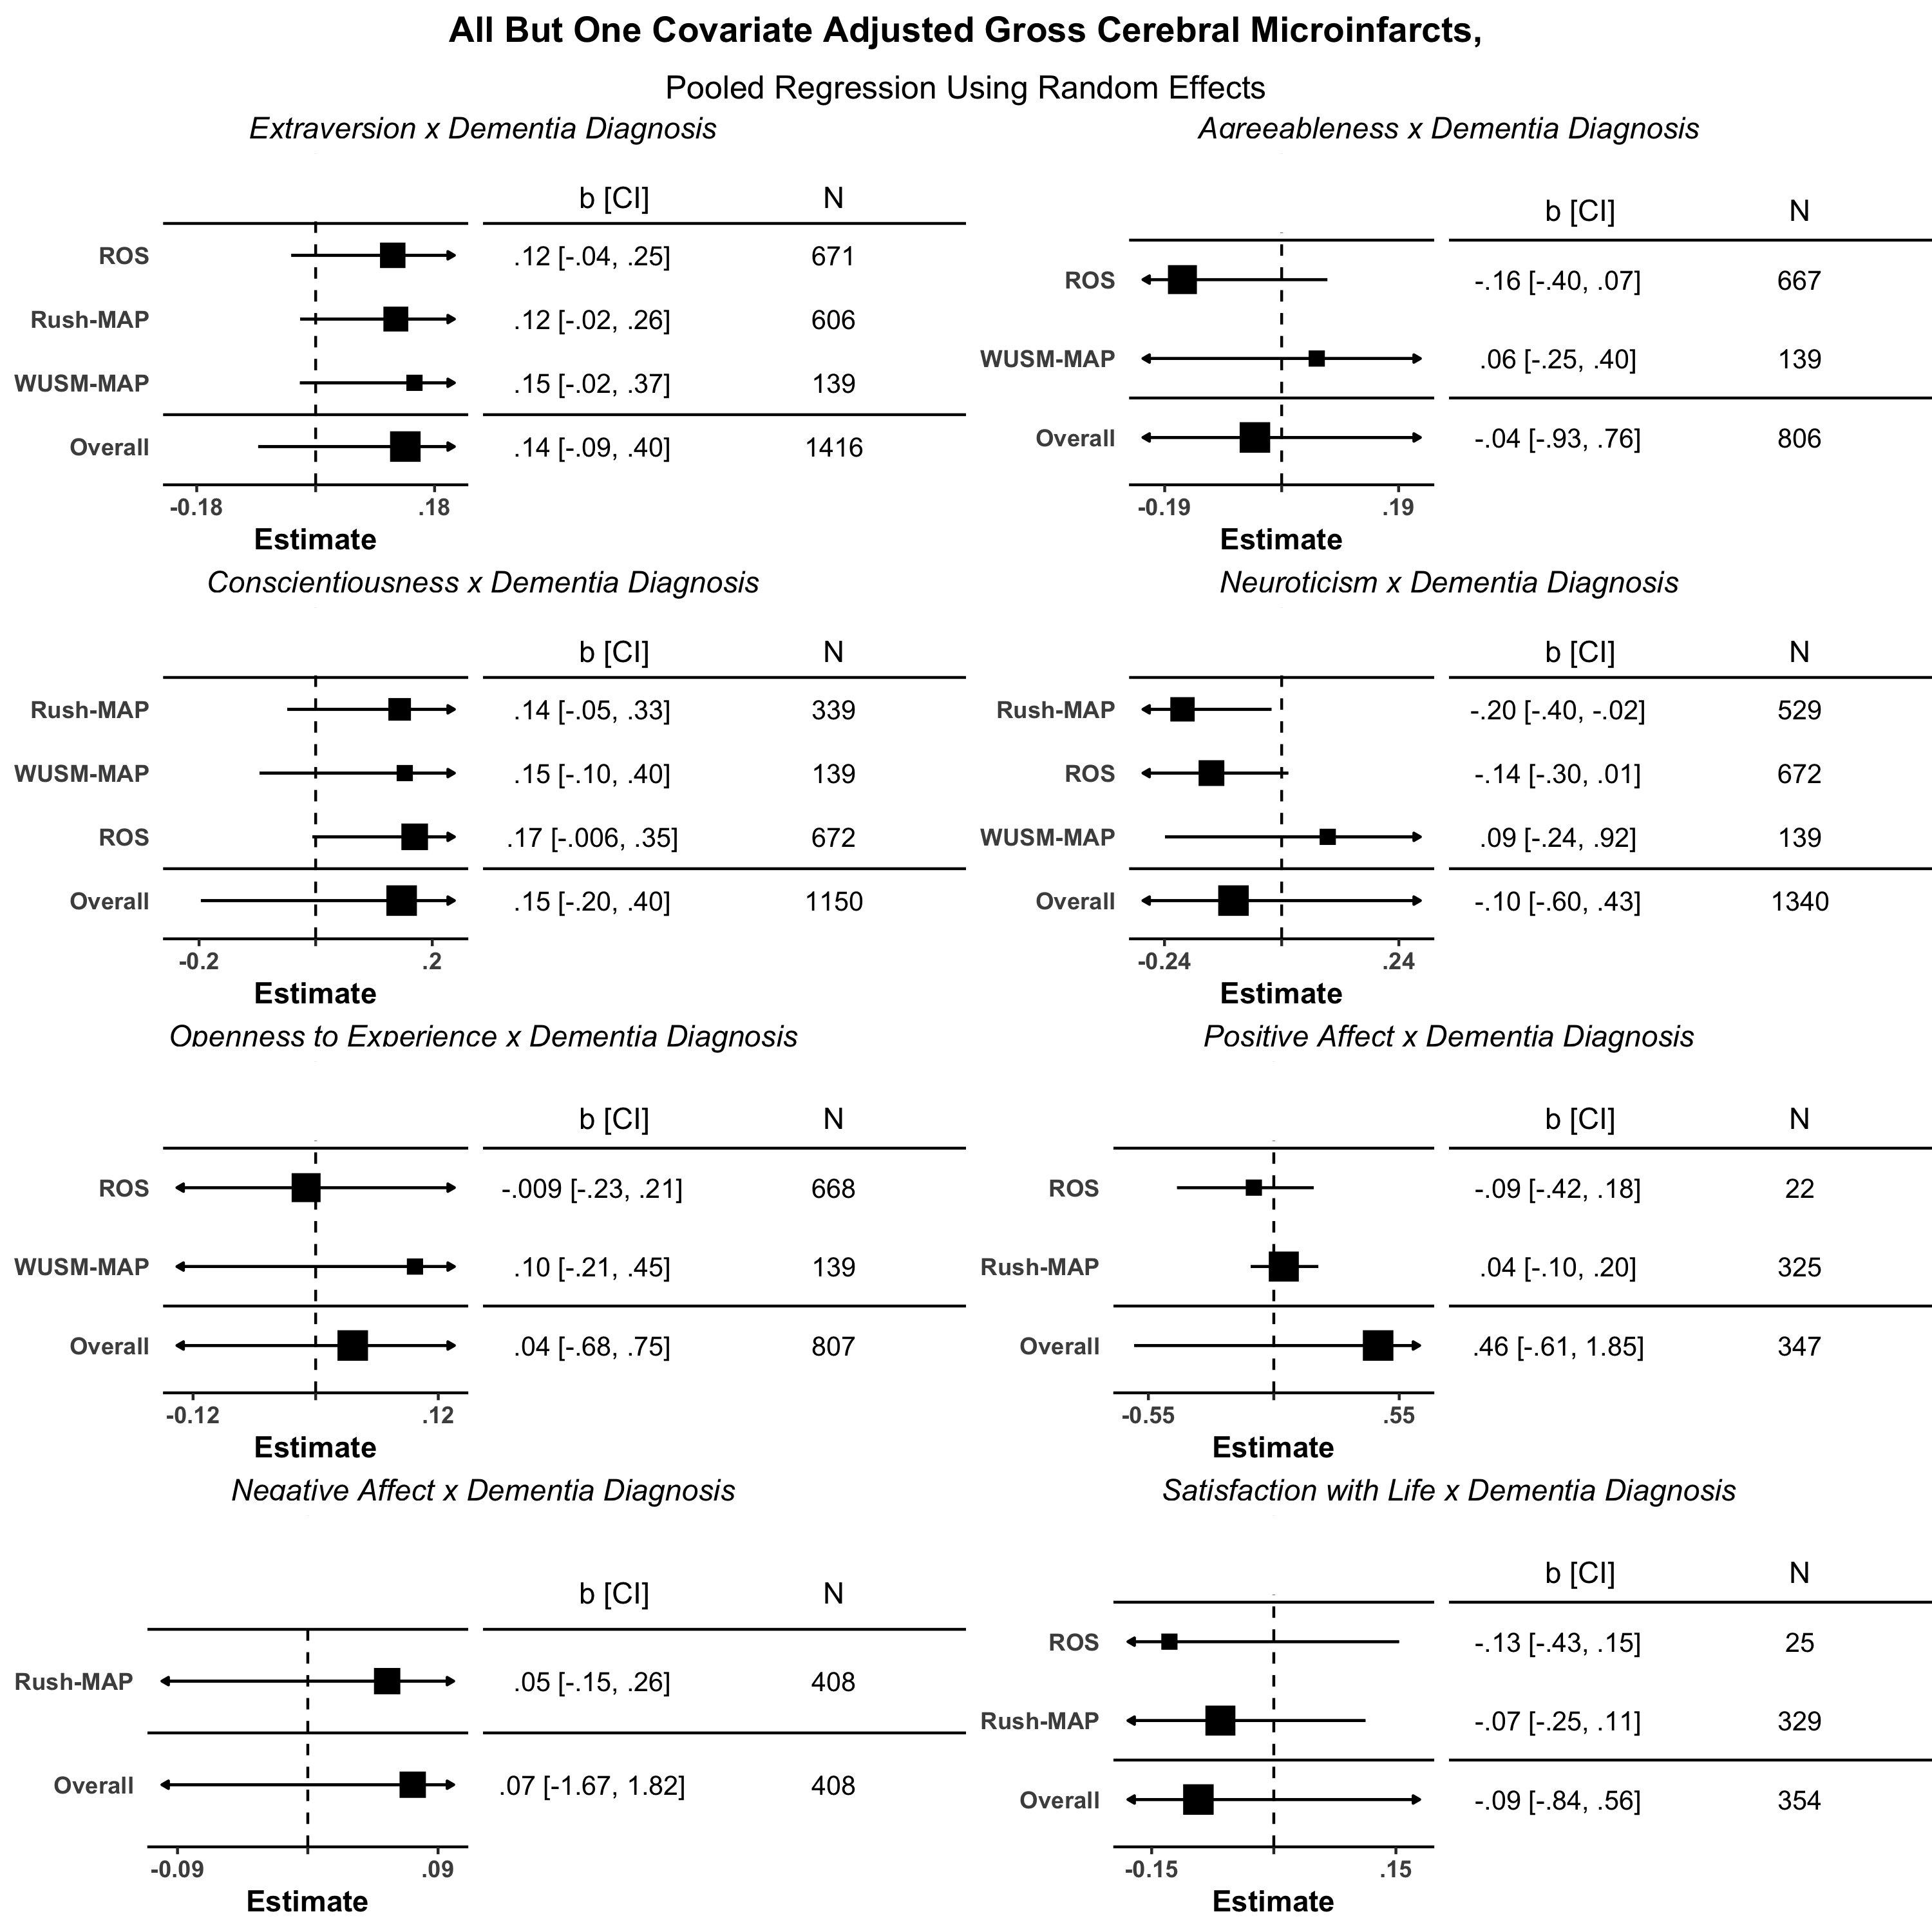 All But One Covariate Adjusted Gross Cerebral Microinfarcts,
Pooled Regression Using Random Effects
Extraversion x Dementia Diagnosis
b [CI] N
ROS .12 [-.04, .25] 671
Rush-MAP .12 [-.02, .26] 606
WUSM-MAP .15 [-.02, .37] 139
Overall .14 [-.09, .40] 1416
-0.18 .18
Estimate
Agreeableness x Dementia Diagnosis
b [CI] N
ROS -.16 [-.40, .07] 667
WUSM-MAP .06 [-.25, .40] 139
Overall -.04 [-.93, .76] 806
-0.19 .19
Estimate
Conscientiousness x Dementia Diagnosis
b [CI] N
Rush-MAP .14 [-.05, .33] 339
WUSM-MAP .15 [-.10, .40] 139
ROS .17 [-.006, .35] 672
Overall .15 [-.20, .40] 1150
-0.2 .2
Estimate
Neuroticism x Dementia Diagnosis
b [CI] N
Rush-MAP -.20 [-.40, -.02] 529
ROS -.14 [-.30, .01] 672
WUSM-MAP .09 [-.24, .92] 139
Overall -.10 [-.60, .43] 1340
-0.24 .24
Estimate
Openness to Experience x Dementia Diagnosis
b [CI] N
ROS -.009 [-.23, .21] 668
WUSM-MAP .10 [-.21, .45] 139
Overall .04 [-.68, .75] 807
-0.12 .12
Estimate
Positive Affect x Dementia Diagnosis
b [CI] N
ROS -.09 [-.42, .18] 22
Rush-MAP .04 [-.10, .20] 325
Overall .46 [-.61, 1.85] 347
-0.55 .55
Estimate
Negative Affect x Dementia Diagnosis
b [CI] N
Rush-MAP .05 [-.15, .26] 408
Overall .07 [-1.67, 1.82] 408
-0.09 .09
Estimate
Satisfaction with Life x Dementia Diagnosis
b [CI] N
ROS -.13 [-.43, .15] 25
Rush-MAP -.07 [-.25, .11] 329
Overall -.09 [-.84, .56] 354
-0.15 .15
Estimate